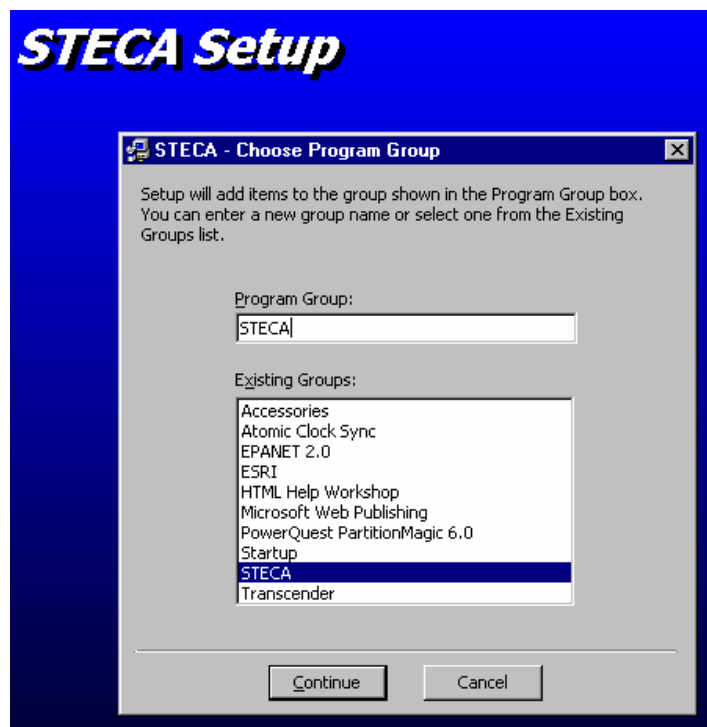 STECA Setup
STECA - Choose Program Group
Setup will add items to the group shown in the Program Group box.
You can enter a new group name or select one from the Existing
Groups list.
Program Group:
STECA
Existing Groups:
Accessories
Atomic Clock Sync
EPANET 2.0
ESRI
HTML Help Workshop
Microsoft Web Publishing
PowerQuest PartitionMagic 6.0
Startup
STECA
Transcender
Continue
Cancel